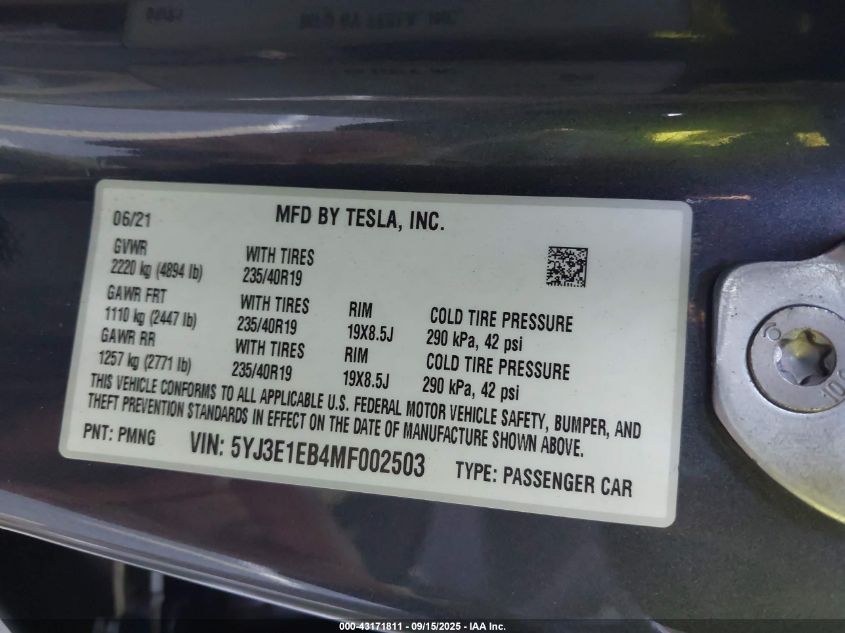 06/21 MFD BY TESLA, INC.
GVWR WITH TIRES
2220 kg (4894 lb) 235/40R19
GAWR FRT WITH TIRES RIM COLD TIRE PRESSURE
1110 kg (2447 lb) 235/40R19 19X8.5J 290 kPa, 42 psi
GAWR RR WITH TIRES RIM COLD TIRE PRESSURE
1257 kg (2771 lb) 235/40R19 19X8.5J 290 kPa, 42 psi
THIS VEHICLE CONFORMS TO ALL APPLICABLE U.S. FEDERAL MOTOR VEHICLE SAFETY, BUMPER, AND
THEFT PREVENTION STANDARDS IN EFFECT ON THE DATE OF MANUFACTURE SHOWN ABOVE.
PNT: PMNG VIN: 5YJ3E1EB4MF002503 TYPE: PASSENGER CAR
000-43171811 - 09/15/2025 - IAA Inc.